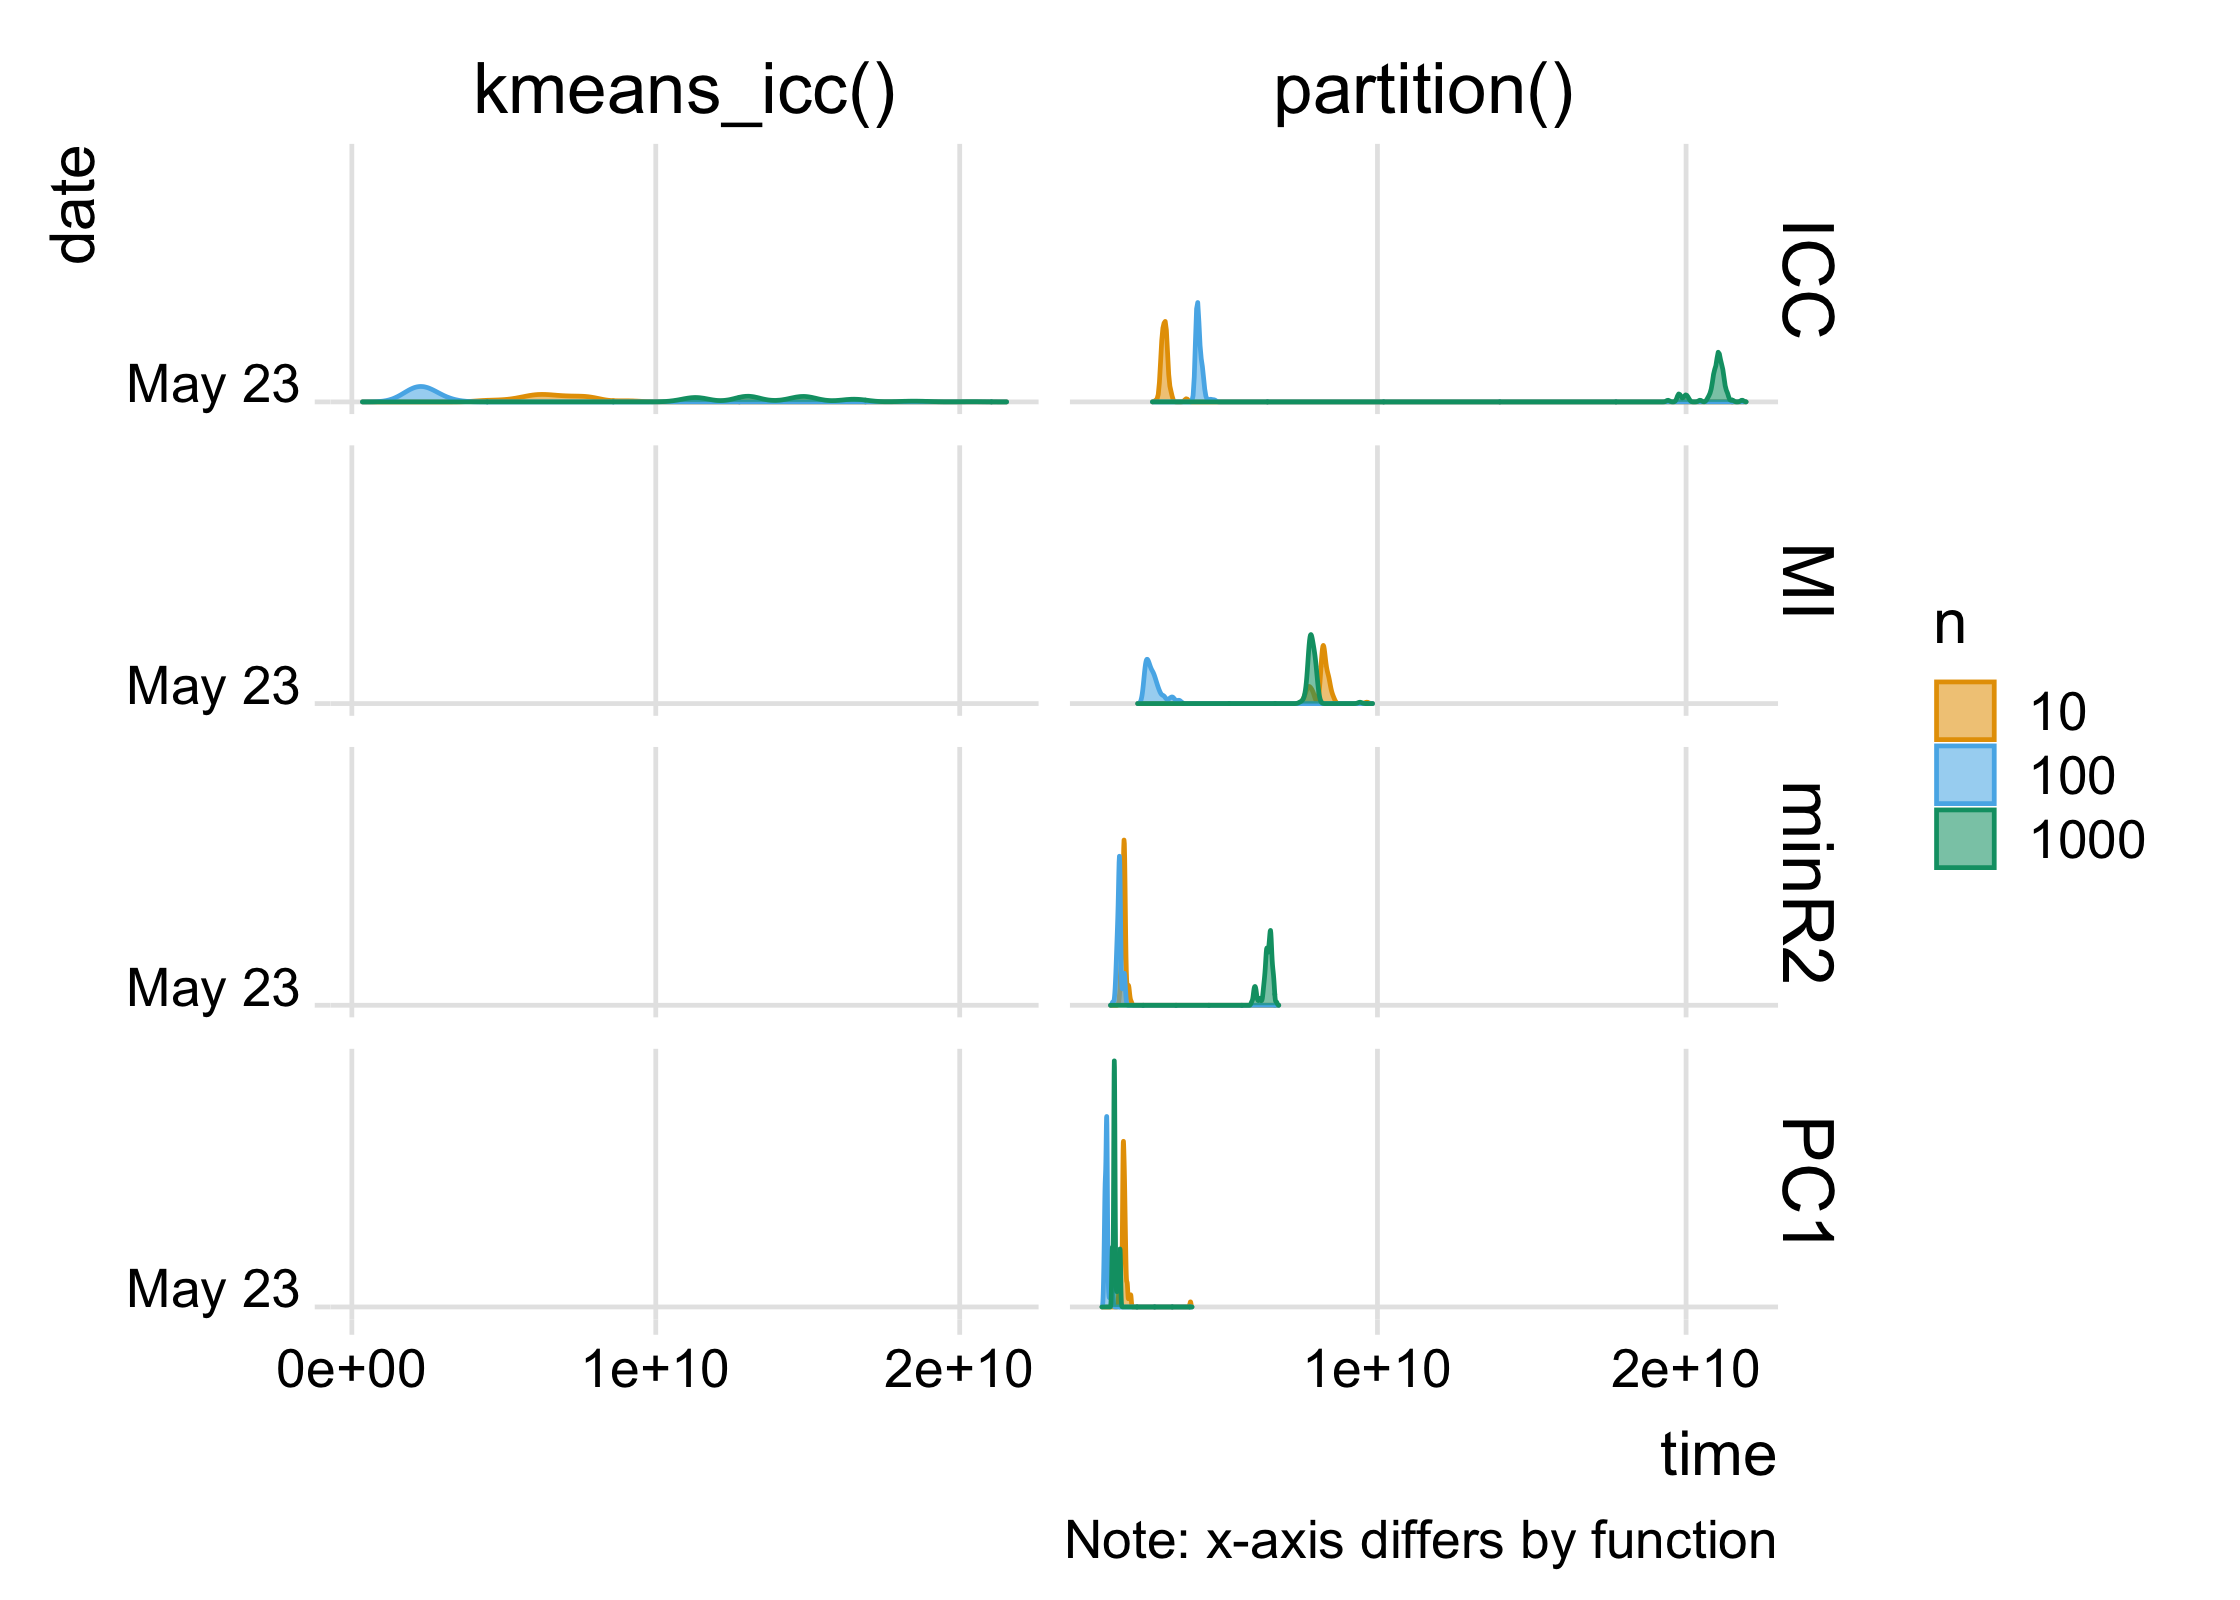 kmeans_icc()
partition()
date
ICC
May 23
MI
May 23
minR2
May 23
PC1
May 23
n
10
100
1000
0e+00
1e+10
2e+10
1e+10
2e+10
time
Note: x-axis differs by function